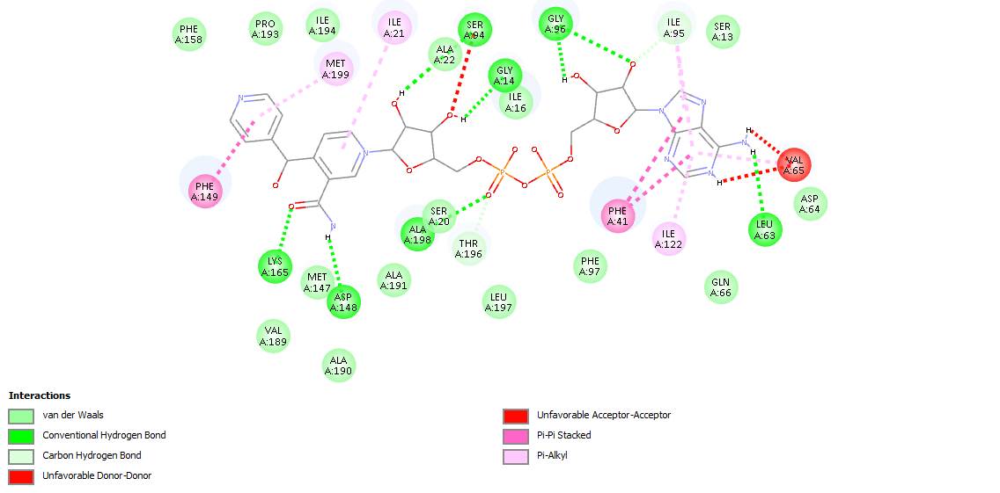 PHE
A:158
PRO
A:193
ILE
A:194
ILE
A:21
SER
A:94
ALA
A:22
GLY
A:96
ILE
A:95
SER
A:13
MET
A:199
GLY
A:14
ILE
A:16
N
H
O
O
O
H
H
O
O
O
N
N
N
N
N
H
H
N
H
N
O
O
O
P
O
O
P
O
O
O
O
O
N
H
PHE
A:149
VAL
A:65
PHE
A:41
ASP
A:64
SER
A:20
ALA
A:198
THR
A:196
ILE
A:122
LEU
A:63
LYS
A:165
MET
A:147
ASP
A:148
ALA
A:191
PHE
A:97
GLN
A:66
LEU
A:197
VAL
A:189
ALA
A:190
Interactions
van der Waals
Conventional Hydrogen Bond
Carbon Hydrogen Bond
Unfavorable Donor-Donor
Unfavorable Acceptor-Acceptor
Pi-Pi Stacked
Pi-Alkyl